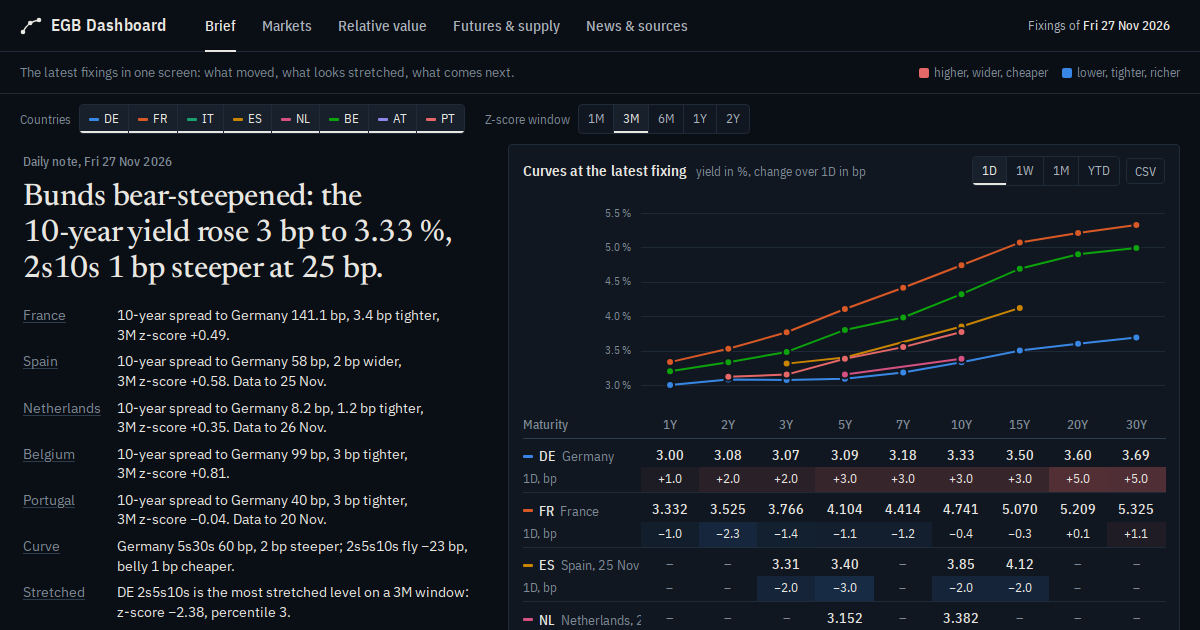 EGB Dashboard Brief Markets Relative value Futures & supply News & sources Fixings of Fri 27 Nov 2026
The latest fixings in one screen: what moved, what looks stretched, what comes next. higher, wider, cheaper lower, tighter, richer
Countries DE FR IT ES NL BE AT PT Z-score window 1M 3M 6M 1Y 2Y
Daily note, Fri 27 Nov 2026
Bunds bear-steepened: the
10-year yield rose 3 bp to 3.33 %,
2s10s 1 bp steeper at 25 bp.
France 10-year spread to Germany 141.1 bp, 3.4 bp tighter,
3M z-score +0.49.
Spain 10-year spread to Germany 58 bp, 2 bp wider,
3M z-score +0.58. Data to 25 Nov.
Netherlands 10-year spread to Germany 8.2 bp, 1.2 bp tighter,
3M z-score +0.35. Data to 26 Nov.
Belgium 10-year spread to Germany 99 bp, 3 bp tighter,
3M z-score +0.81.
Portugal 10-year spread to Germany 40 bp, 3 bp tighter,
3M z-score −0.04. Data to 20 Nov.
Curve Germany 5s30s 60 bp, 2 bp steeper; 2s5s10s fly −23 bp,
belly 1 bp cheaper.
Stretched DE 2s5s10s is the most stretched level on a 3M window:
z-score −2.38, percentile 3.
Curves at the latest fixing yield in %, change over 1D in bp 1D 1W 1M YTD CSV
5.5 %
5.0 %
4.5 %
4.0 %
3.5 %
3.0 %
Maturity 1Y 2Y 3Y 5Y 7Y 10Y 15Y 20Y 30Y
DE Germany 3.00 3.08 3.07 3.09 3.18 3.33 3.50 3.60 3.69
1D, bp +1.0 +2.0 +2.0 +3.0 +3.0 +3.0 +3.0 +5.0 +5.0
FR France 3.332 3.525 3.766 4.104 4.414 4.741 5.070 5.209 5.325
1D, bp −1.0 −2.3 −1.4 −1.1 −1.2 −0.4 −0.3 +0.1 +1.1
ES Spain, 25 Nov – – 3.31 3.40 – 3.85 4.12 – –
1D, bp – – −2.0 −3.0 – −2.0 −2.0 – –
NL Netherlands, 2 – – – 3.152 – 3.382 – – –